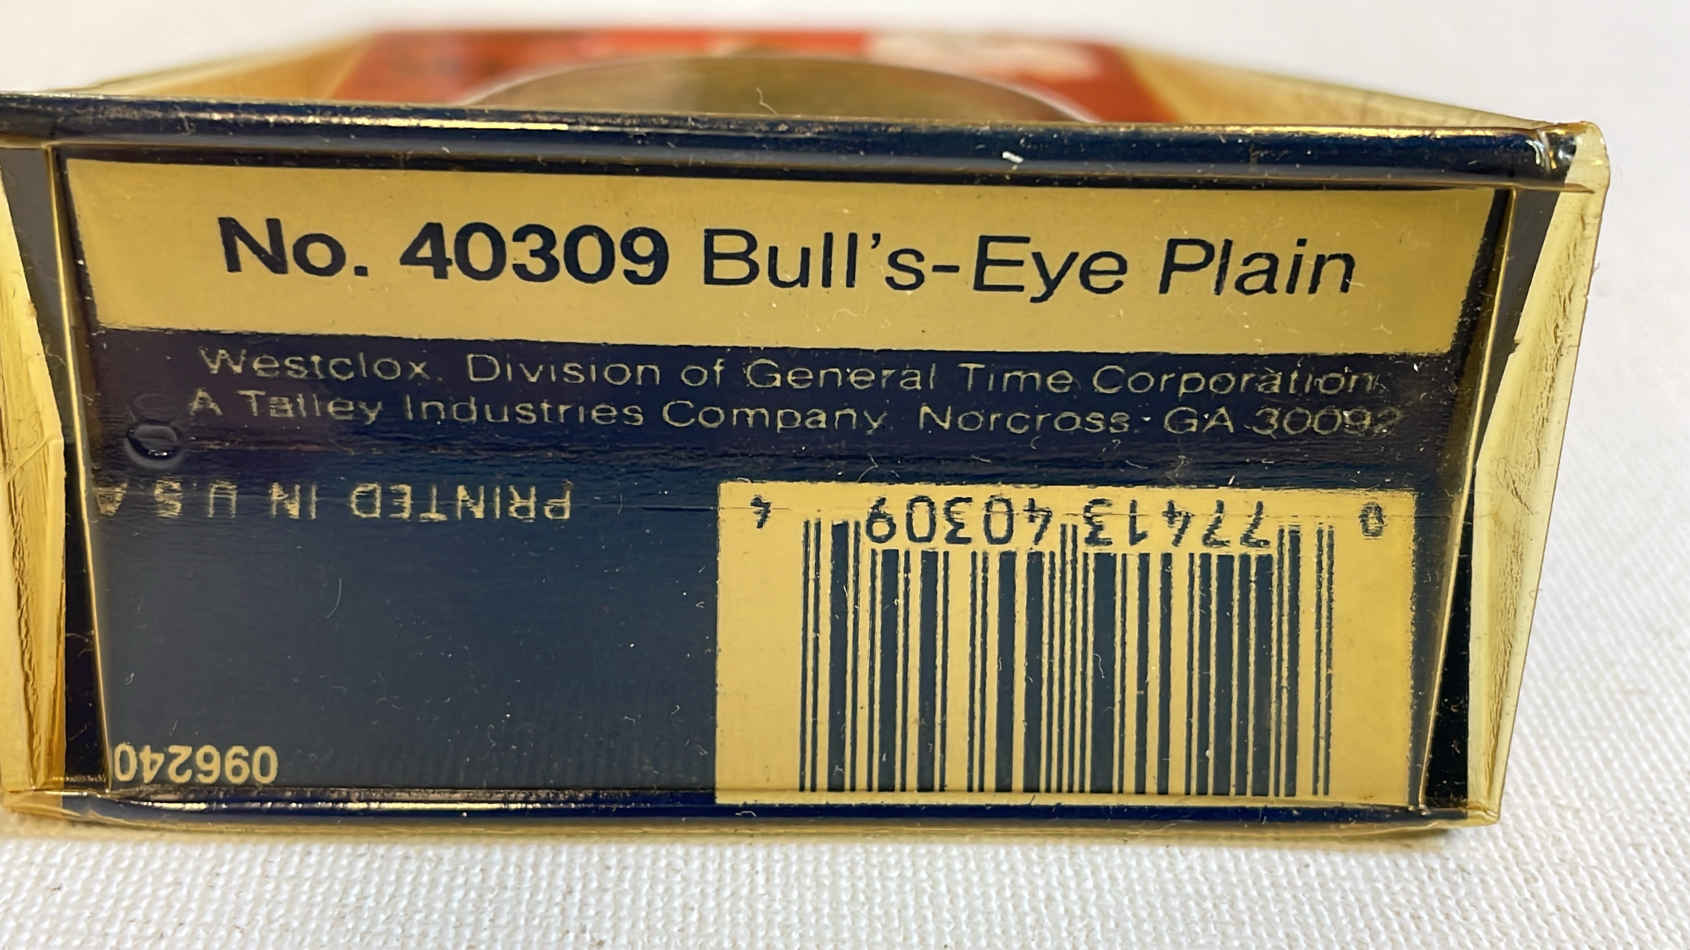 No. 40309 Bull's-Eye Plain
Westclox, Division of General Time Corporation
A Talley Industries Company, Norcross, GA 30092
PRINTED IN U.S.A
0 77413 40309 4
096240